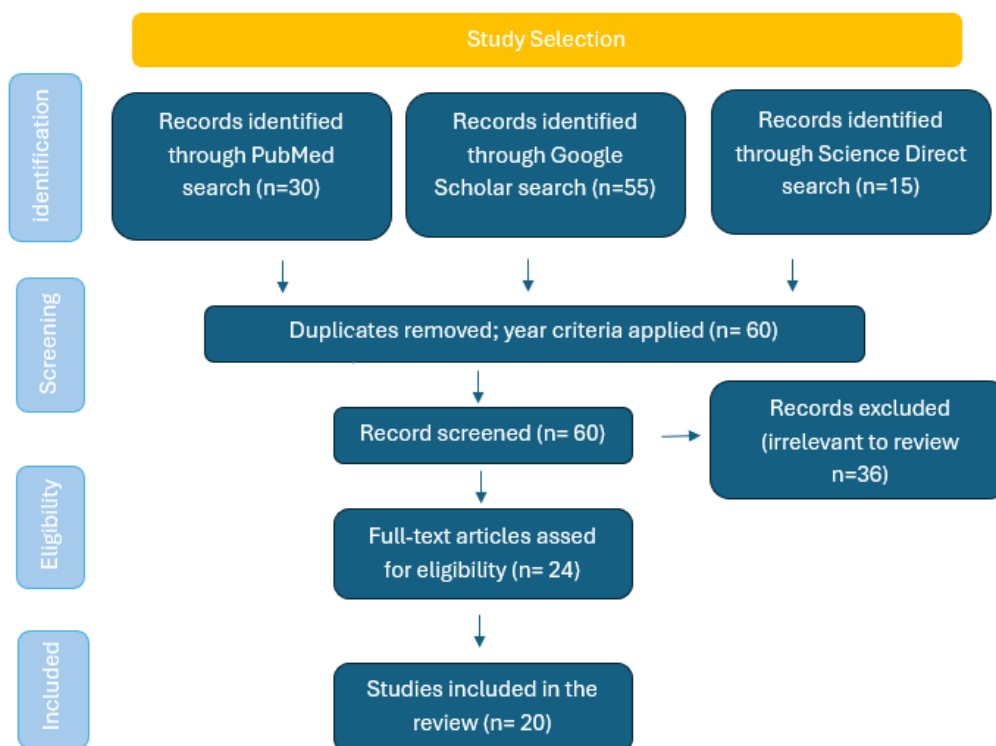 Study Selection
identification
Records identified
through PubMed
search (n=30)
Records identified
through Google
Scholar search (n=55)
Records identified
through Science Direct
search (n=15)
Screening
Duplicates removed; year criteria applied (n= 60)
Record screened (n= 60)
Records excluded
(irrelevant to review
n=36)
Eligibility
Full-text articles assed
for eligibility (n= 24)
Included
Studies included in the
review (n= 20)